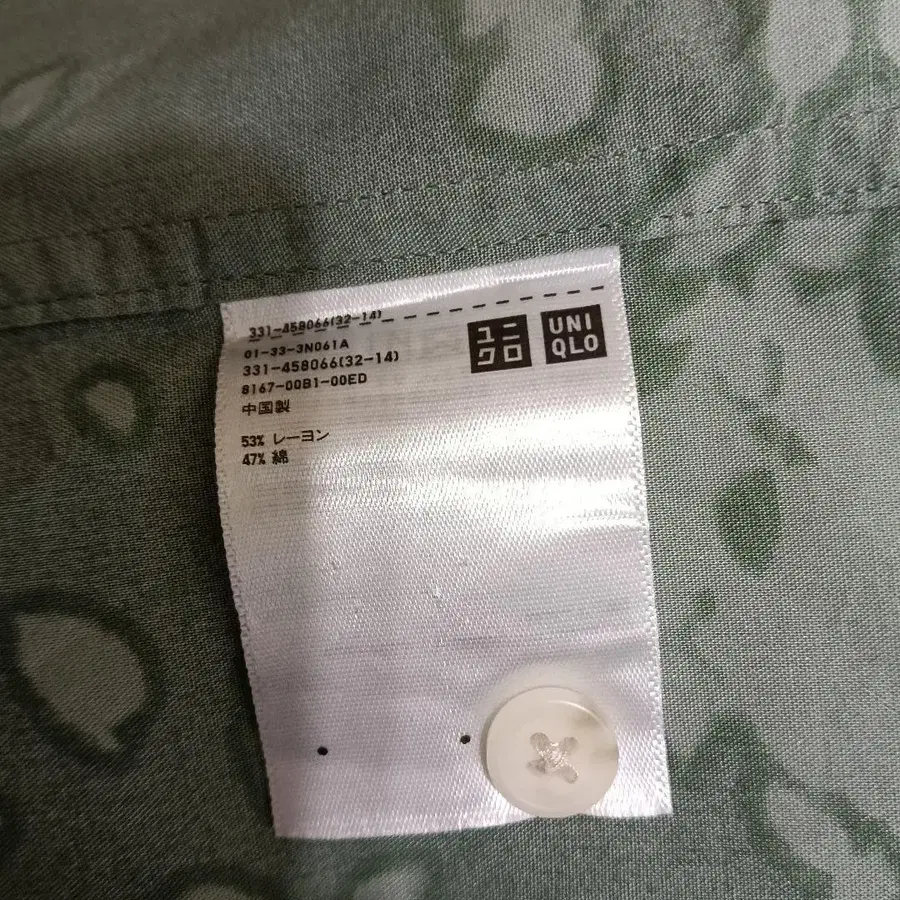 331-458066(32-14)
01-33-3N061A
331-458066(32-14)
8167-00B1-00ED
中国製
53% レーヨン
47% 綿
ユニ
クロ
UNI
QLO